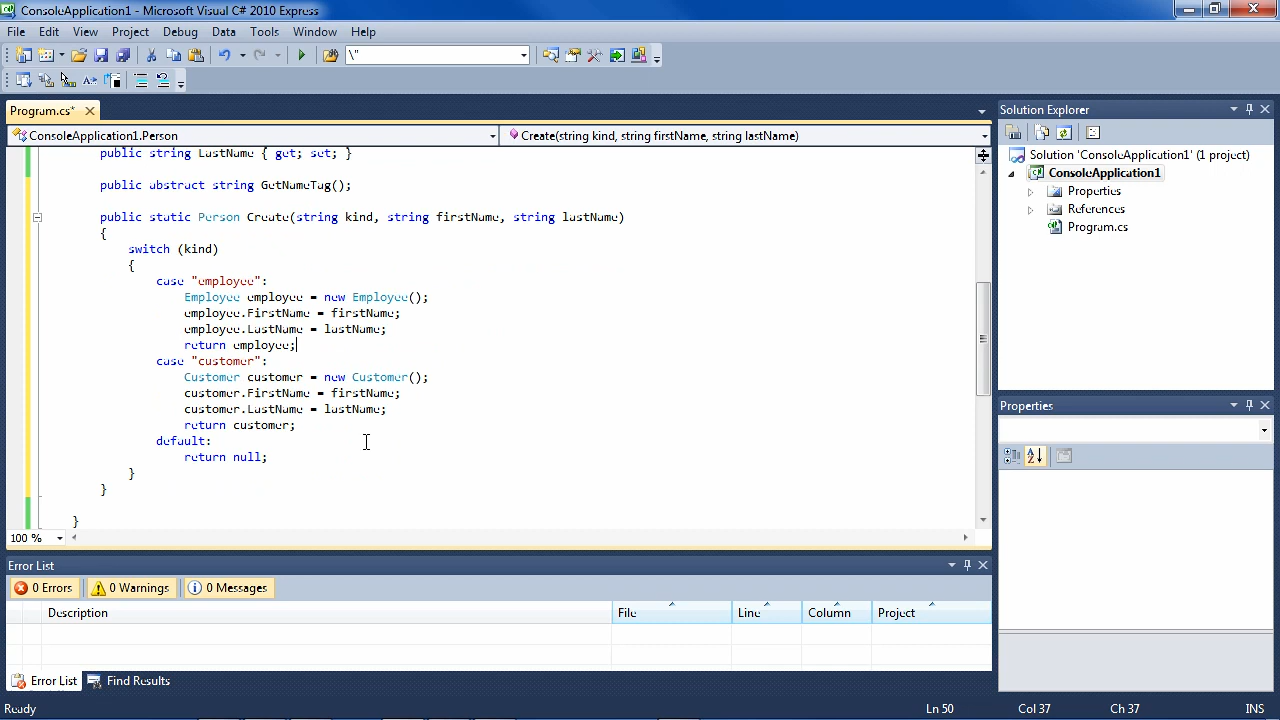 ConsoleApplication1 - Microsoft Visual C# 2010 Express
File Edit View Project Debug Data Tools Window Help
\"
Program.cs* Solution Explorer
ConsoleApplication1.Person Create(string kind, string firstName, string lastName)
public string LastName { get; set; }
public abstract string GetNameTag();
public static Person Create(string kind, string firstName, string lastName)
{
switch (kind)
{
case "employee":
Employee employee = new Employee();
employee.FirstName = firstName;
employee.LastName = lastName;
return employee;
case "customer":
Customer customer = new Customer();
customer.FirstName = firstName;
customer.LastName = lastName;
return customer;
default:
return null;
}
}
}
100 %
Solution 'ConsoleApplication1' (1 project)
ConsoleApplication1
Properties
References
Program.cs
Properties
Error List
0 Errors 0 Warnings 0 Messages
Description File Line Column Project
Error List Find Results
Ready Ln 50 Col 37 Ch 37 INS